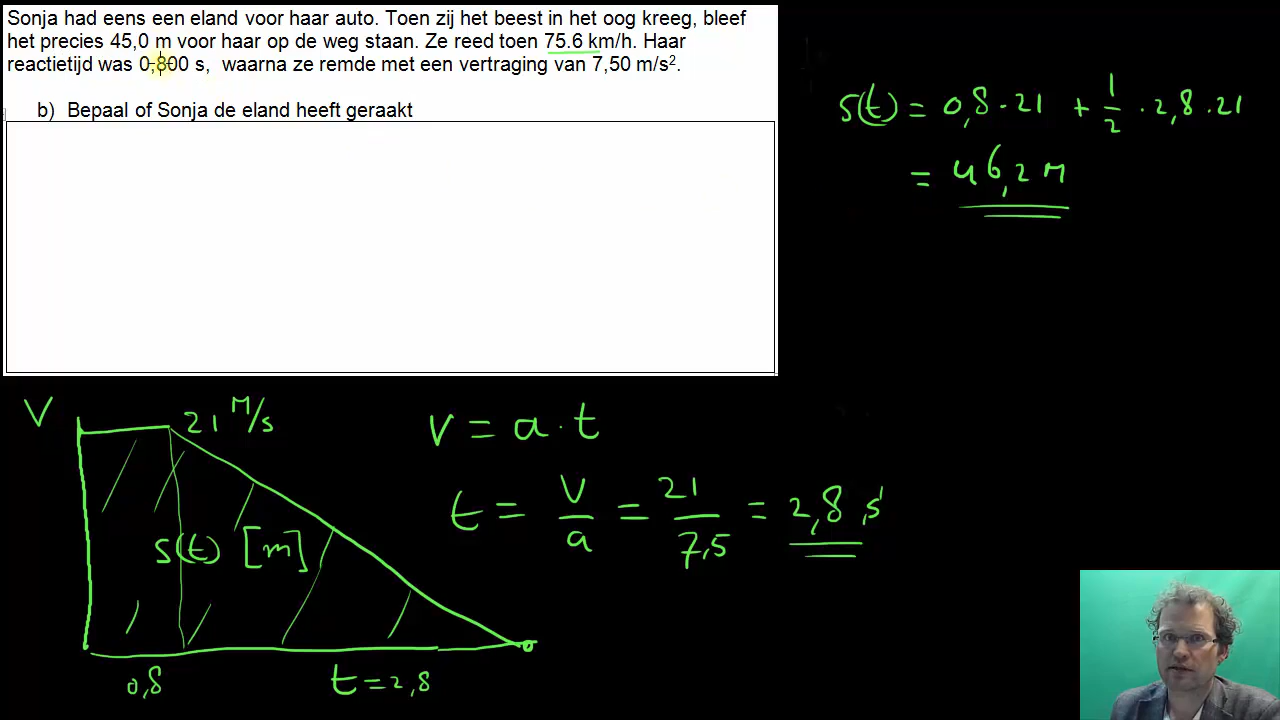 Sonja had eens een eland voor haar auto. Toen zij het beest in het oog kreeg, bleef
het precies 45,0 m voor haar op de weg staan. Ze reed toen 75.6 km/h. Haar
reactietijd was 0,800 s, waarna ze remde met een vertraging van 7,50 m/s².
b) Bepaal of Sonja de eland heeft geraakt
s(t) = 0,8 · 21 + 1/2 · 2,8 · 21
= 46,2 m
V
21 m/s
s(t) [m]
0,8
t = 2,8
v = a · t
t = v/a = 21/7,5 = 2,8 s